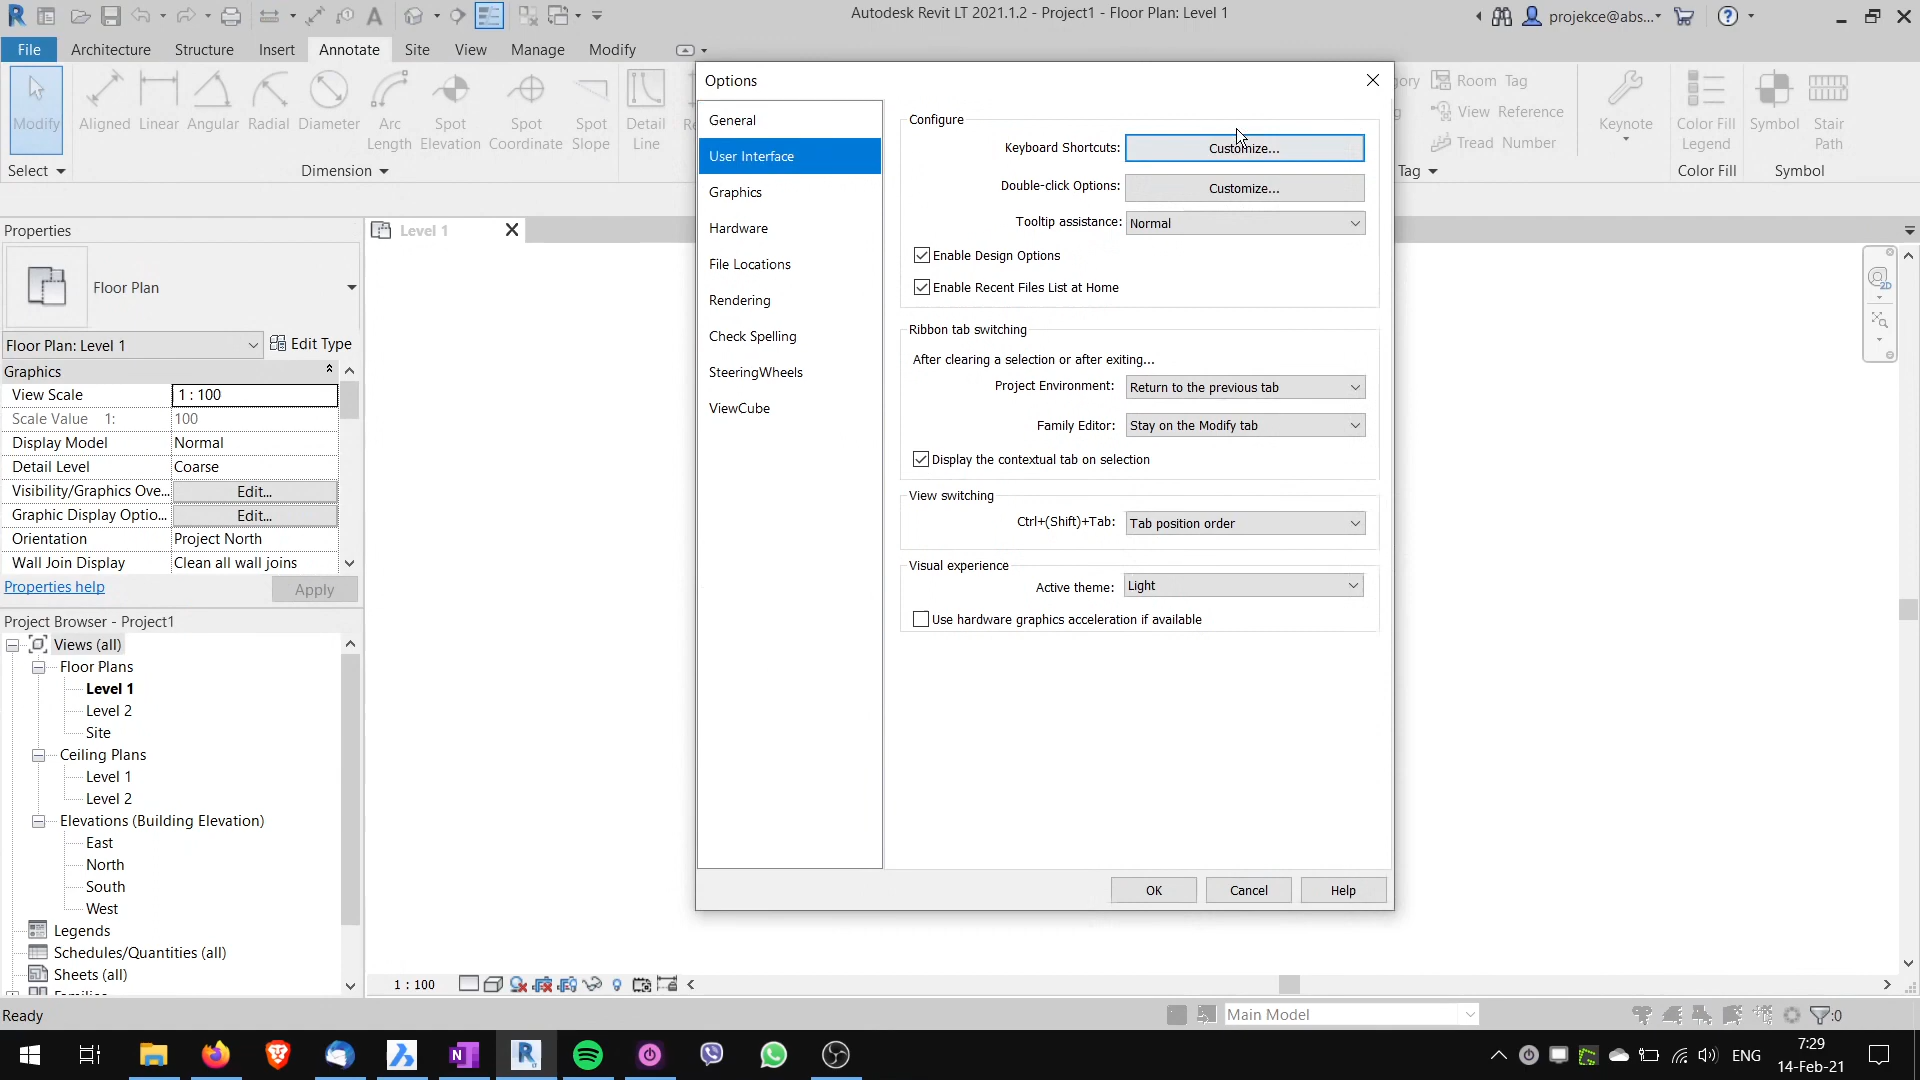 Autodesk Revit LT 2021.1.2 - Project1 - Floor Plan: Level 1
projekce@abs...
File Architecture Structure Insert Annotate Site View Manage Modify
Options
Modify Aligned Linear Angular Radial Diameter Arc Length Spot Elevation Spot Coordinate Spot Slope Detail Line
Room Tag
View Reference
Tread Number
Keynote Color Fill Legend Symbol Stair Path
Select Dimension Tag Color Fill Symbol
General
User Interface
Graphics
Hardware
File Locations
Rendering
Check Spelling
SteeringWheels
ViewCube
Configure
Keyboard Shortcuts: Customize...
Double-click Options: Customize...
Tooltip assistance: Normal
Enable Design Options
Enable Recent Files List at Home
Ribbon tab switching
After clearing a selection or after exiting...
Project Environment: Return to the previous tab
Family Editor: Stay on the Modify tab
Display the contextual tab on selection
View switching
Ctrl+(Shift)+Tab: Tab position order
Visual experience
Active theme: Light
Use hardware graphics acceleration if available
OK Cancel Help
Properties
Level 1
Floor Plan
Floor Plan: Level 1 Edit Type
Graphics
View Scale 1 : 100
Scale Value 1: 100
Display Model Normal
Detail Level Coarse
Visibility/Graphics Ove... Edit...
Graphic Display Optio... Edit...
Orientation Project North
Wall Join Display Clean all wall joins
Properties help Apply
Project Browser - Project1
Views (all)
Floor Plans
Level 1
Level 2
Site
Ceiling Plans
Level 1
Level 2
Elevations (Building Elevation)
East
North
South
West
Legends
Schedules/Quantities (all)
Sheets (all)
2D
1 : 100
Ready
Main Model
:0
ENG
7:29
14-Feb-21